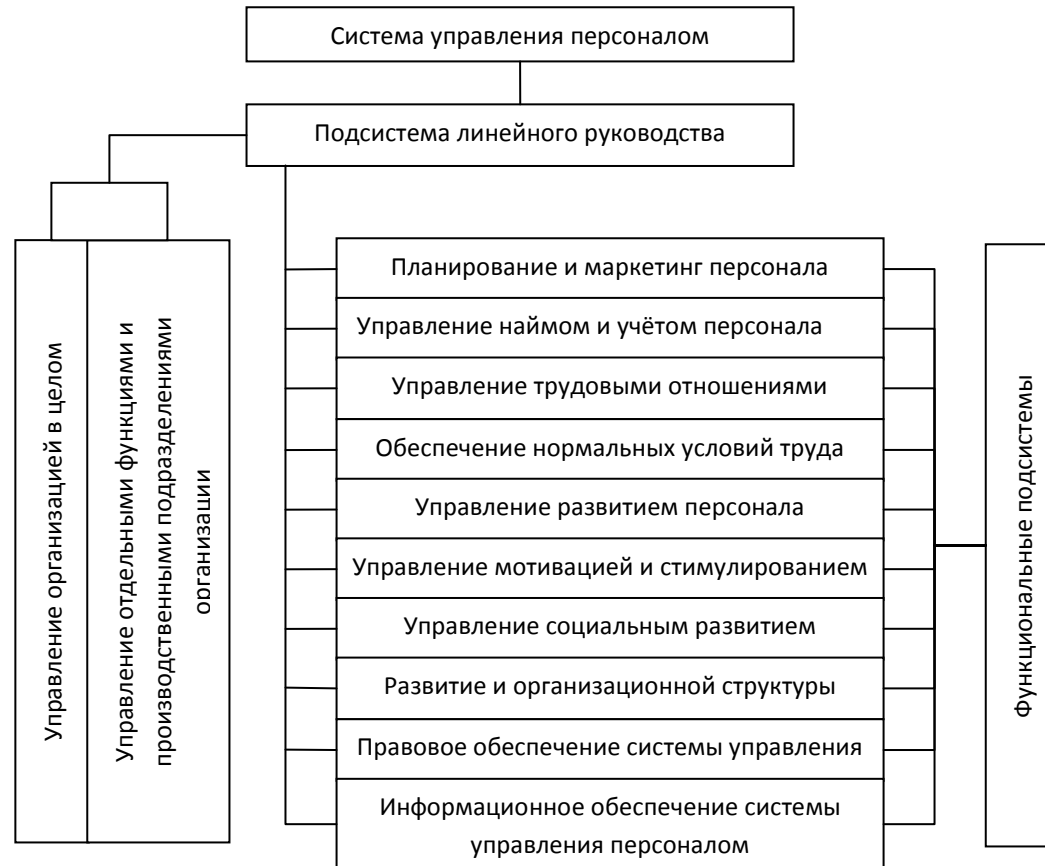 Система управления персоналом
Подсистема линейного руководства
Управление организацией в целом
Управление отдельными функциями и
производственными подразделениями
организации
Планирование и маркетинг персонала
Управление наймом и учётом персонала
Управление трудовыми отношениями
Обеспечение нормальных условий труда
Управление развитием персонала
Управление мотивацией и стимулированием
Управление социальным развитием
Развитие и организационной структуры
Правовое обеспечение системы управления
Информационное обеспечение системы
управления персоналом
Функциональные подсистемы